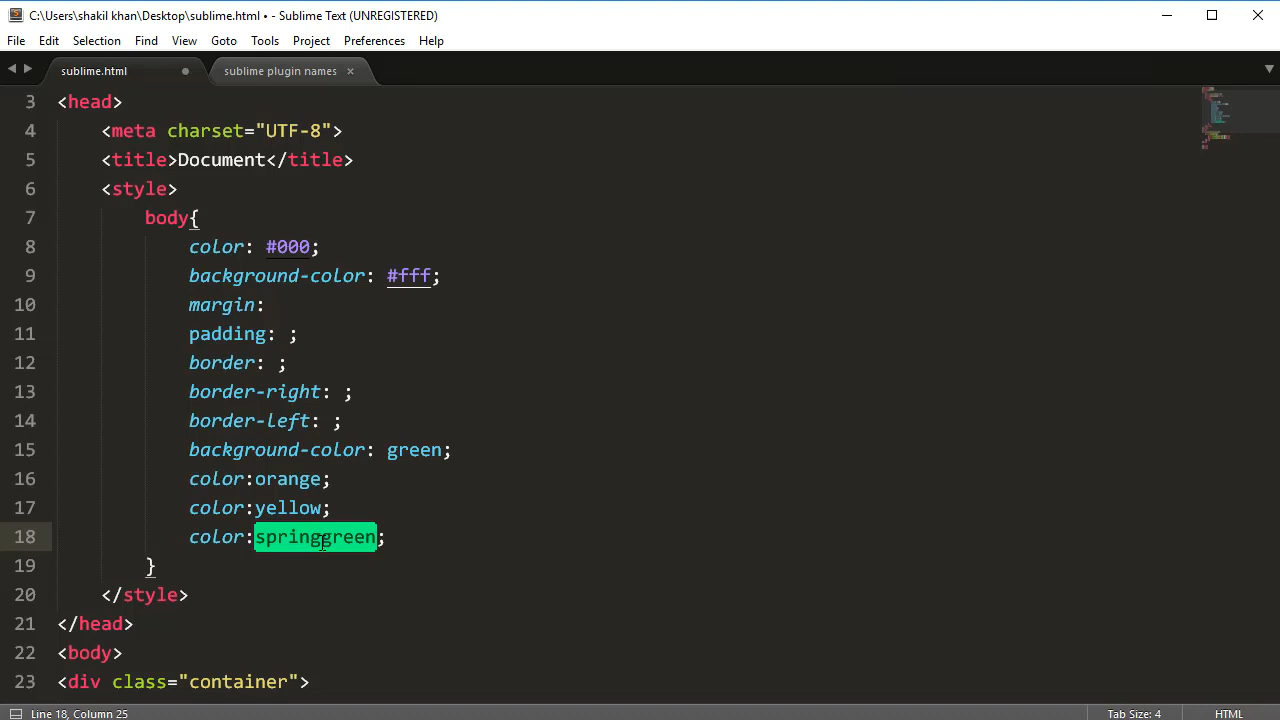 C:\Users\shakil khan\Desktop\sublime.html • - Sublime Text (UNREGISTERED)
File Edit Selection Find View Goto Tools Project Preferences Help
sublime.html sublime plugin names
3 <head>
4 <meta charset="UTF-8">
5 <title>Document</title>
6 <style>
7 body{
8 color: #000;
9 background-color: #fff;
10 margin:
11 padding: ;
12 border: ;
13 border-right: ;
14 border-left: ;
15 background-color: green;
16 color:orange;
17 color:yellow;
18 color:springgreen;
19 }
20 </style>
21 </head>
22 <body>
23 <div class="container">
Line 18, Column 25 Tab Size: 4 HTML